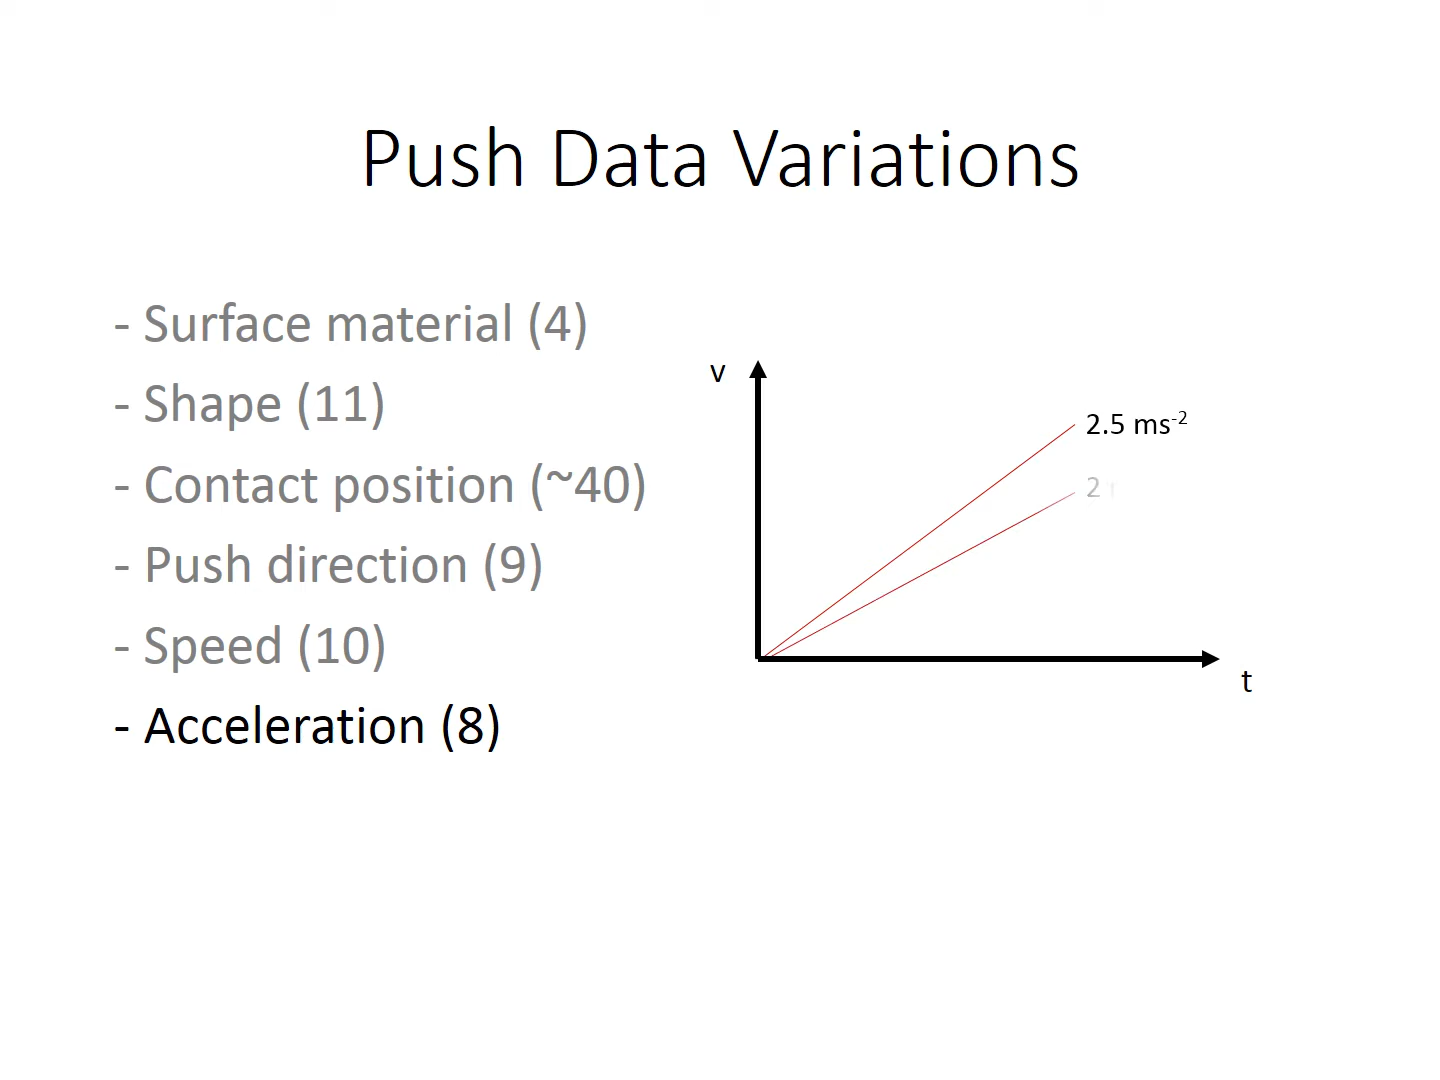 Push Data Variations
- Surface material (4)
- Shape (11)
- Contact position (~40)
- Push direction (9)
- Speed (10)
- Acceleration (8)
v
2.5 ms⁻²
2
t